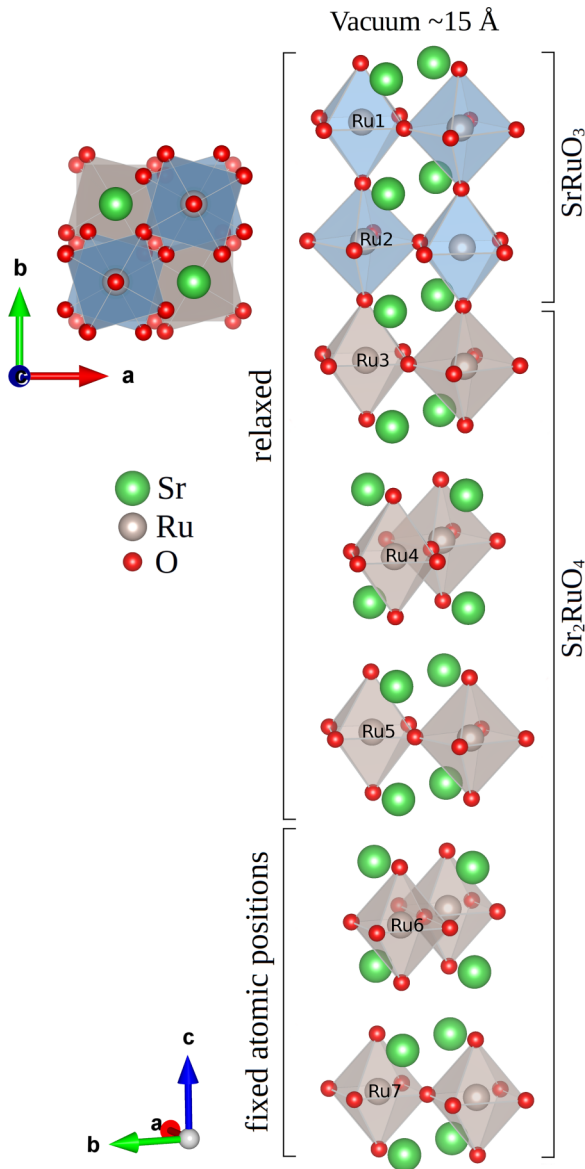 Vacuum ~15 Å
Ru1
SrRuO₃
Ru2
b
c
a
relaxed
Ru3
Sr
Ru
O
Ru4
Sr₂RuO₄
Ru5
fixed atomic positions
Ru6
c
a
b
Ru7